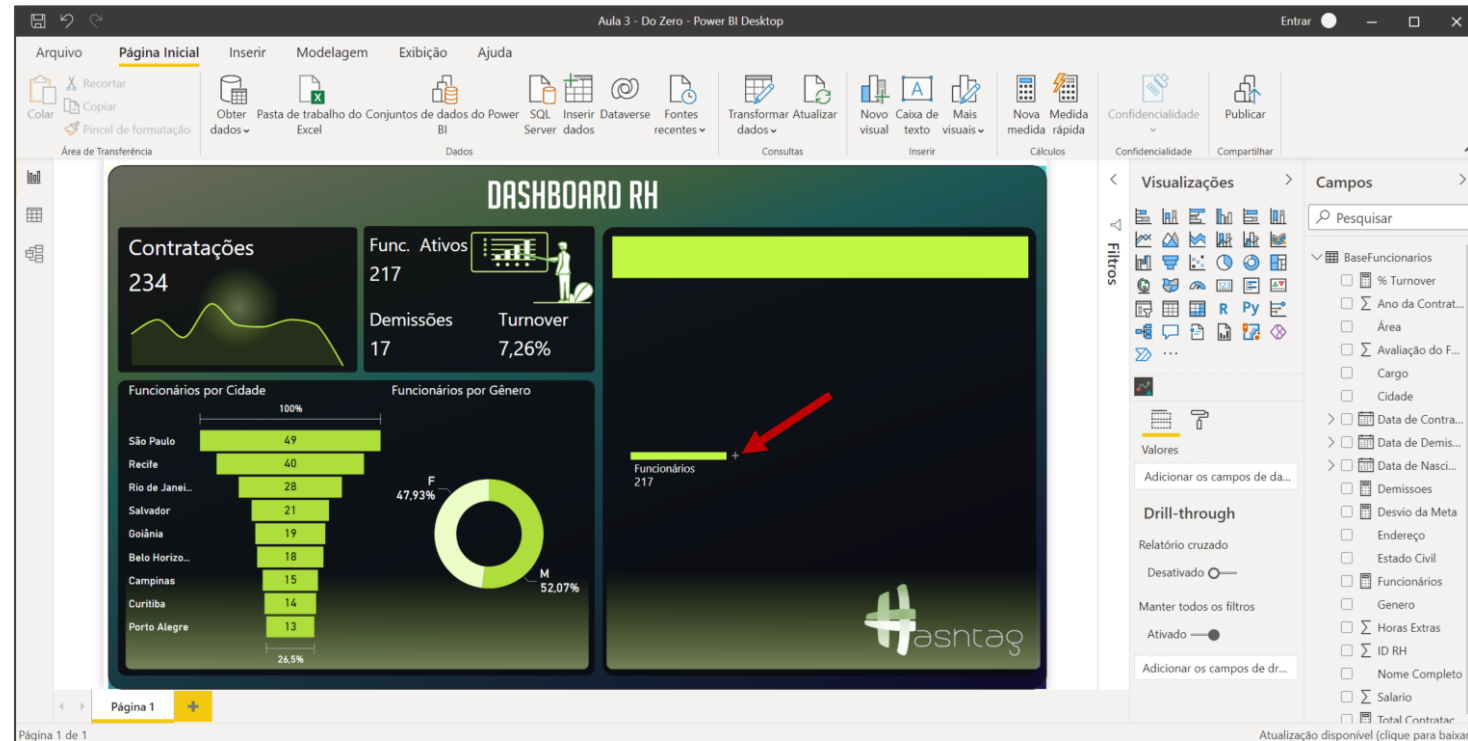 Aula 3 - Do Zero - Power BI Desktop
Entrar
Arquivo
Página Inicial
Inserir
Modelagem
Exibição
Ajuda
Colar
Recortar
Copiar
Pincel de formatação
Área de Transferência
Obter dados
Pasta de trabalho do Excel
Conjuntos de dados do Power BI
SQL Server
Inserir dados
Dataverse
Fontes recentes
Dados
Transformar dados
Atualizar
Consultas
Novo visual
Caixa de texto
Mais visuais
Inserir
Nova medida
Medida rápida
Cálculos
Confidencialidade
Confidencialidade
Publicar
Compartilhar
DASHBOARD RH
Contratações
234
Func. Ativos
217
Demissões
17
Turnover
7,26%
Funcionários por Cidade
100%
São Paulo 49
Recife 40
Rio de Janei... 28
Salvador 21
Goiânia 19
Belo Horizo... 18
Campinas 15
Curitiba 14
Porto Alegre 13
26,5%
Funcionários por Gênero
F
47,93%
M
52,07%
Funcionários
217
Hashtag
Filtros
Visualizações
R
Py
Valores
Adicionar os campos de da...
Drill-through
Relatório cruzado
Desativado
Manter todos os filtros
Ativado
Adicionar os campos de dr...
Campos
Pesquisar
BaseFuncionarios
% Turnover
Ano da Contrat...
Área
Avaliação do F...
Cargo
Cidade
Data de Contra...
Data de Demis...
Data de Nasci...
Demissoes
Desvio da Meta
Endereço
Estado Civil
Funcionários
Genero
Horas Extras
ID RH
Nome Completo
Salario
Total Contratac
Página 1
Página 1 de 1
Atualização disponível (clique para baixar